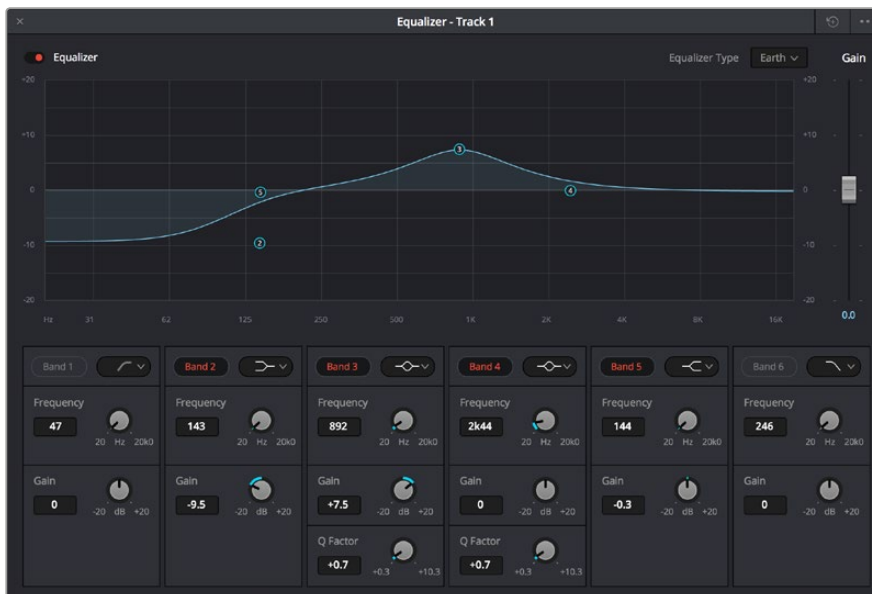 Equalizer - Track 1
Equalizer
Equalizer Type
Earth
Gain
+20
+20
+10
+10
0
0
-10
-10
-20
-20
3
5
4
2
Hz 31 62 125 250 500 1K 2K 4K 8K 16K
0.0
Band 1
Band 2
Band 3
Band 4
Band 5
Band 6
Frequency
47
20 Hz 20k0
Frequency
143
20 Hz 20k0
Frequency
892
20 Hz 20k0
Frequency
2k44
20 Hz 20k0
Frequency
144
20 Hz 20k0
Frequency
246
20 Hz 20k0
Gain
0
-20 dB +20
Gain
-9.5
-20 dB +20
Gain
+7.5
-20 dB +20
Gain
0
-20 dB +20
Gain
-0.3
-20 dB +20
Gain
0
-20 dB +20
Q Factor
+0.7
+0.3 +10.3
Q Factor
+0.7
+0.3 +10.3